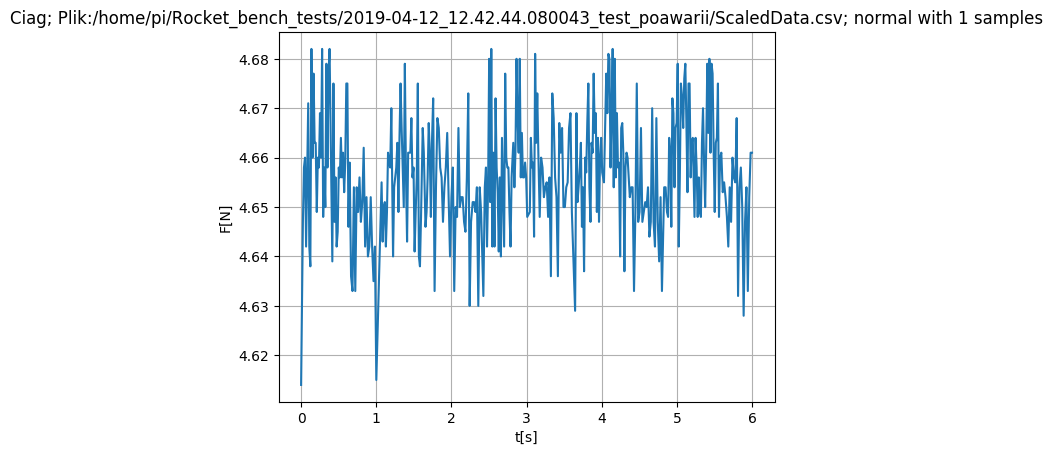 Ciag; Plik:/home/pi/Rocket_bench_tests/2019-04-12_12.42.44.080043_test_poawarii/ScaledData.csv; normal with 1 samples
4.68
4.67
4.66
4.65
4.64
4.63
4.62
F[N]
0 1 2 3 4 5 6
t[s]